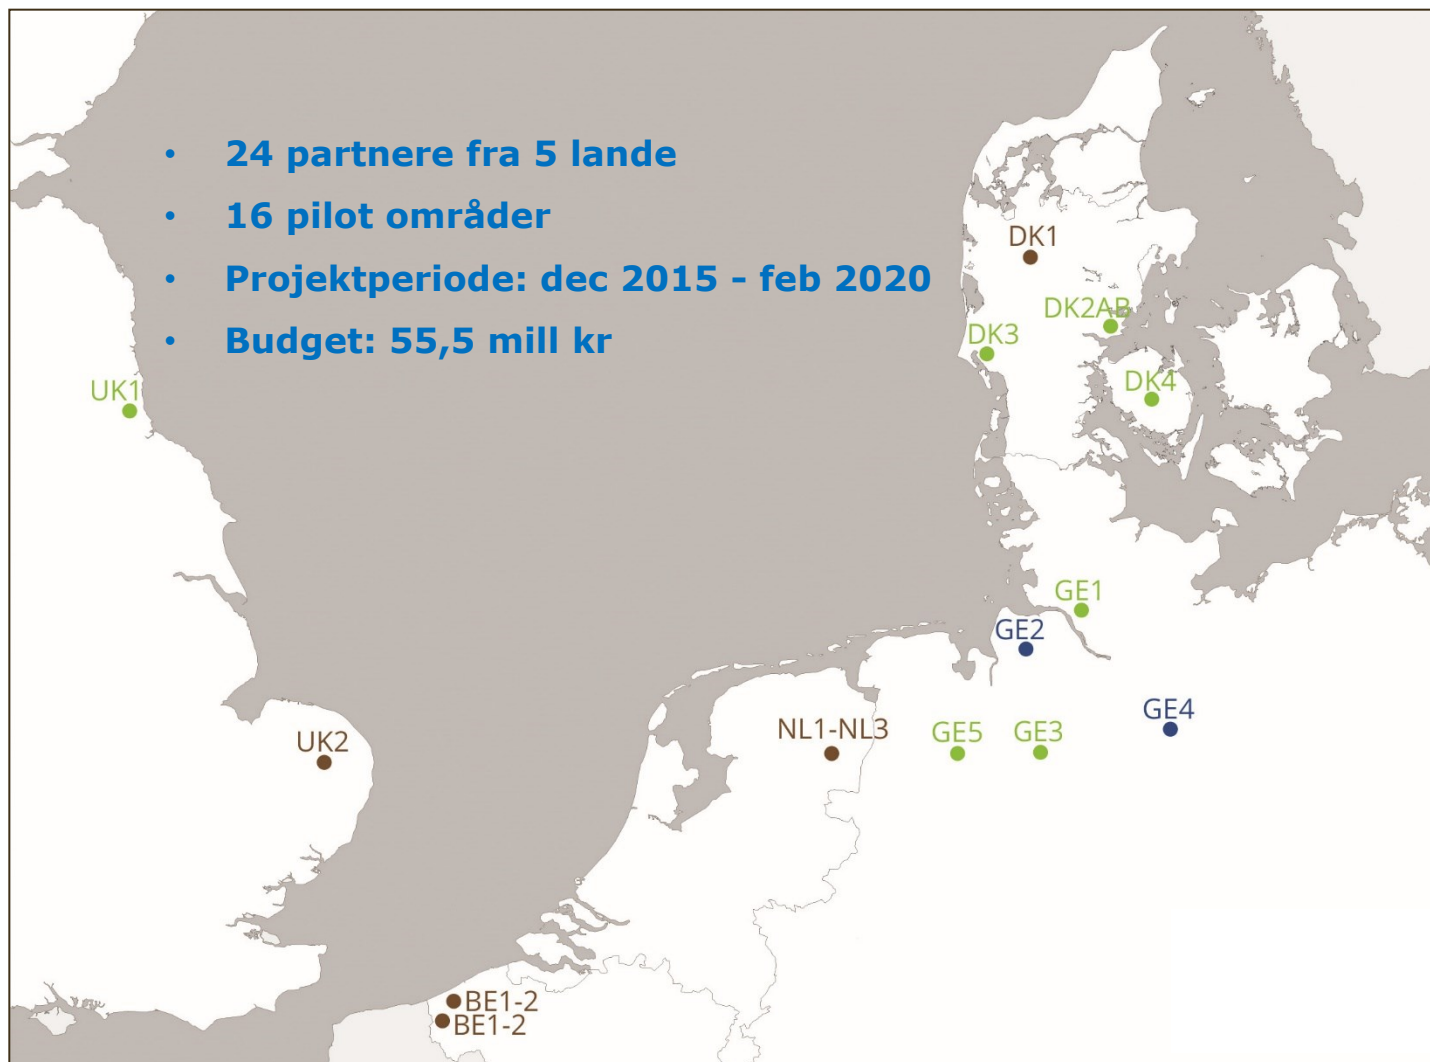 • 24 partnere fra 5 lande
• 16 pilot områder
• Projektperiode: dec 2015 - feb 2020
• Budget: 55,5 mill kr
DK1
DK2AB
DK3
DK4
UK1
GE1
GE2
GE4
UK2
NL1-NL3
GE5
GE3
BE1-2
BE1-2